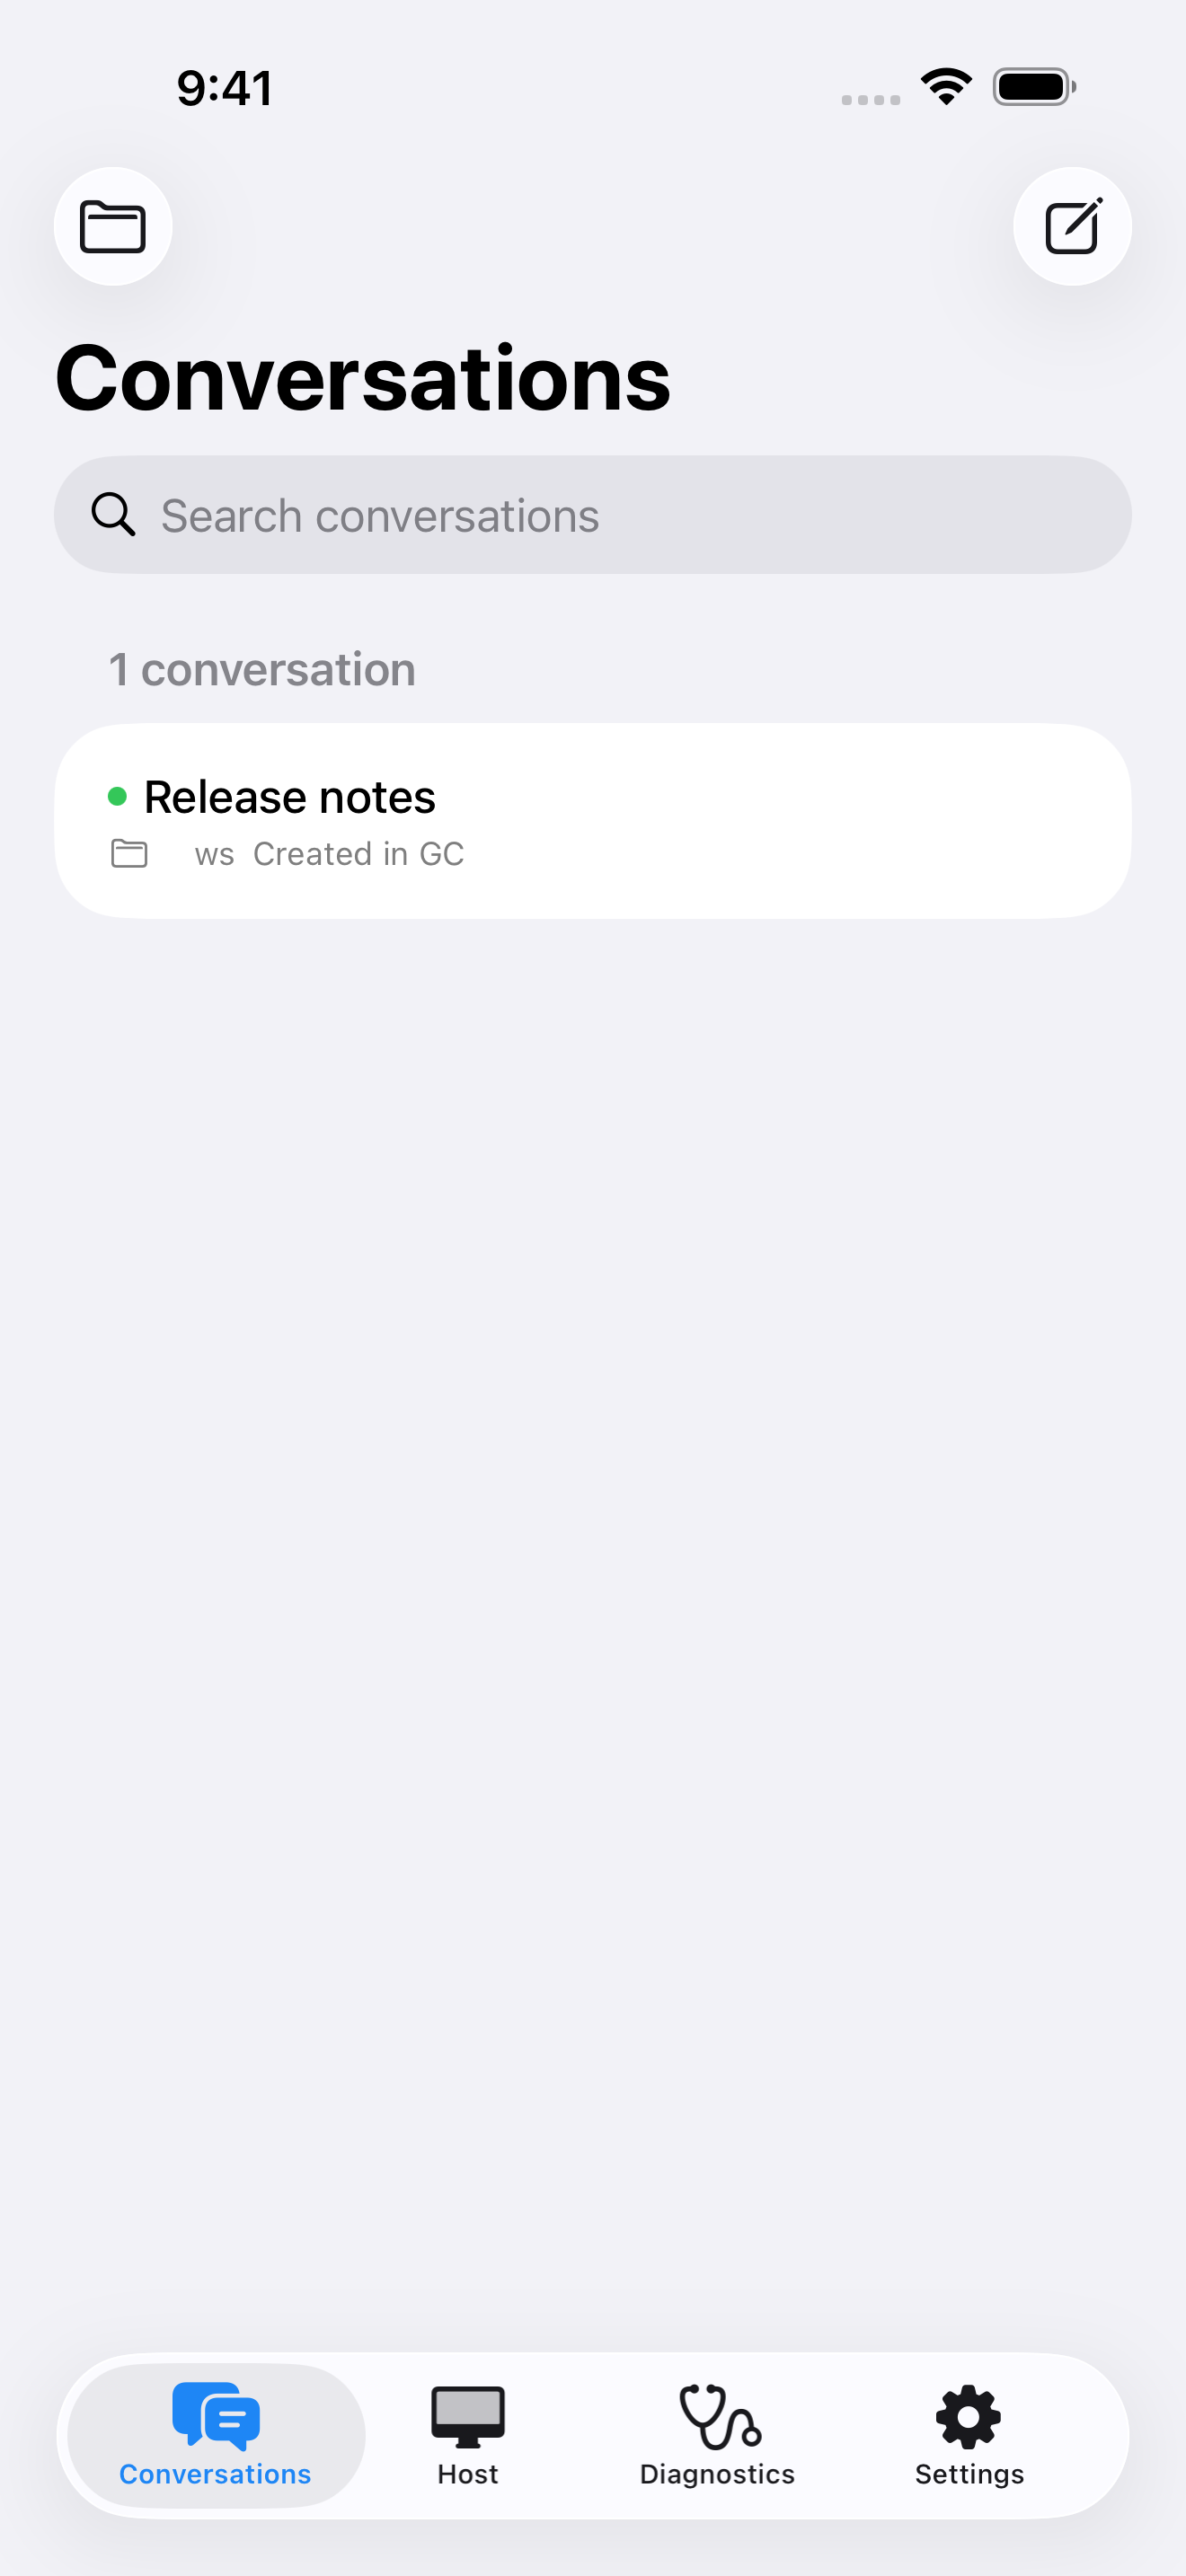 9:41
Conversations
Search conversations
1 conversation
Release notes
ws Created in GC
Conversations Host Diagnostics Settings